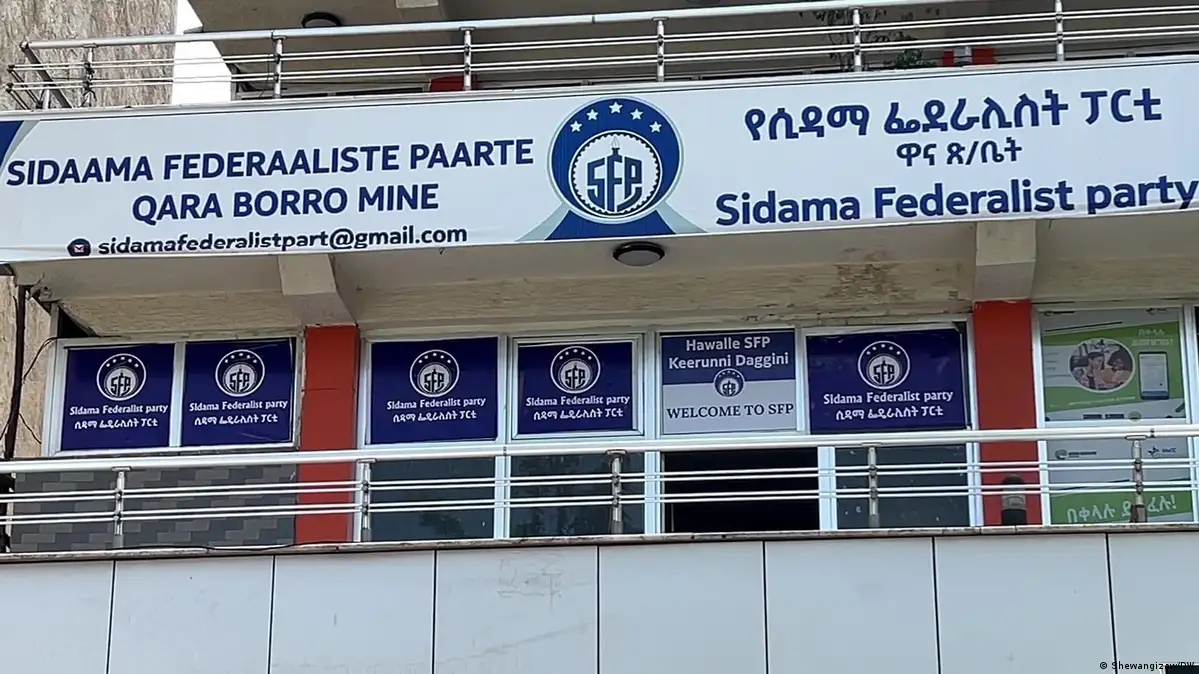 SIDAAMA FEDERAALISTE PAARTE
QARA BORRO MINE
sidamafederalistpart@gmail.com
SFP
የሲዳማ ፌደራሊስት ፓርቲ
ዋና ጽ/ቤት
Sidama Federalist party
SFP
Sidama Federalist party
ሲዳማ ፌዴራሊስት ፓርቲ
SFP
Sidama Federalist party
ሲዳማ ፌዴራሊስት ፓርቲ
SFP
Sidama Federalist party
ሲዳማ ፌዴራሊስት ፓርቲ
SFP
Sidama Federalist party
ሲዳማ ፌዴራሊስት ፓርቲ
Hawalle SFP
Keerunni Daggini
WELCOME TO SFP
SFP
Sidama Federalist party
ሲዳማ ፌዴራሊስት ፓርቲ
በቀላሉ
© Shewangizaw/DW